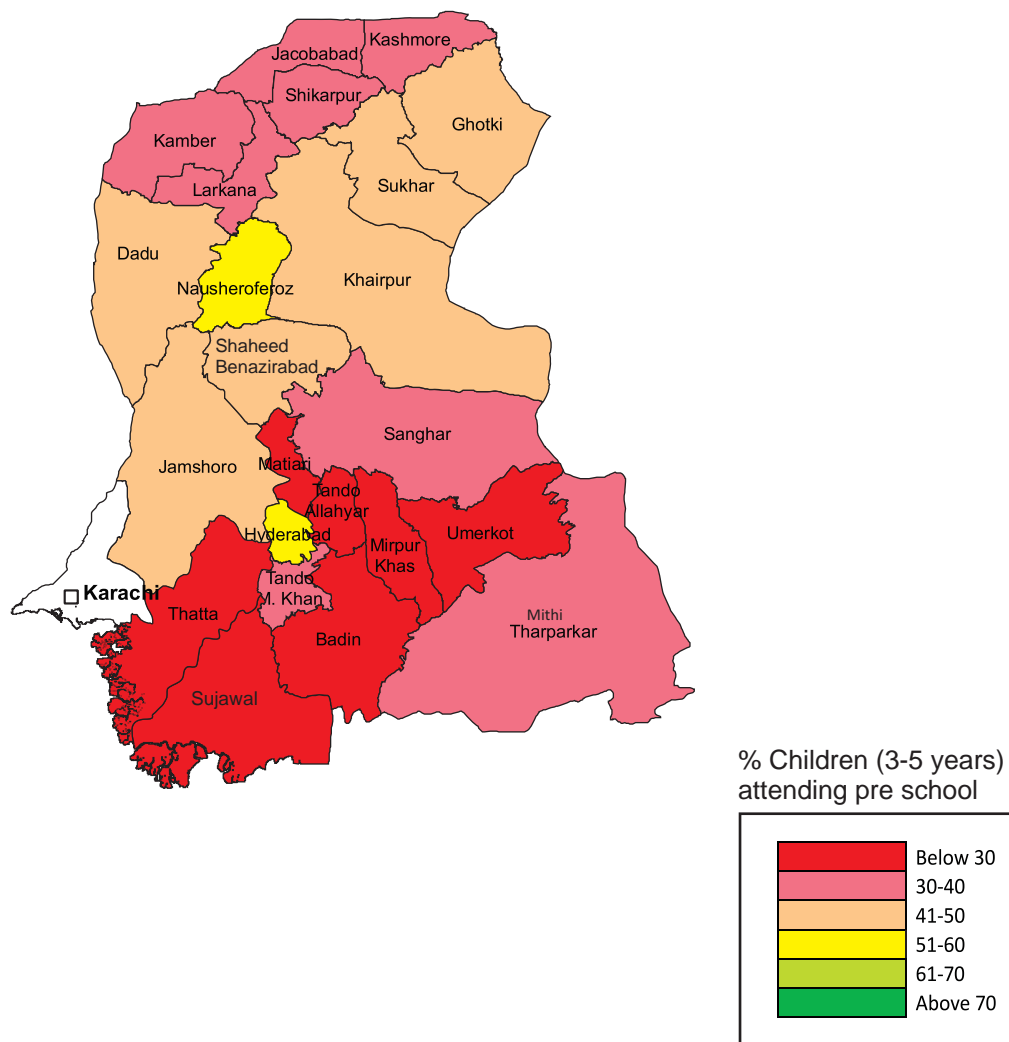 Kashmore
Jacobabad
Shikarpur
Ghotki
Kamber
Sukhar
Larkana
Dadu
Khairpur
Nausheroferoz
Shaheed
Benazirabad
Sanghar
Jamshoro
Matiari
Tando
Allahyar
Hyderabad
Umerkot
Mirpur
Khas
Tando
M. Khan
Karachi
Thatta
Mithi
Tharparkar
Badin
Sujawal
% Children (3-5 years)
attending pre school
Below 30
30-40
41-50
51-60
61-70
Above 70